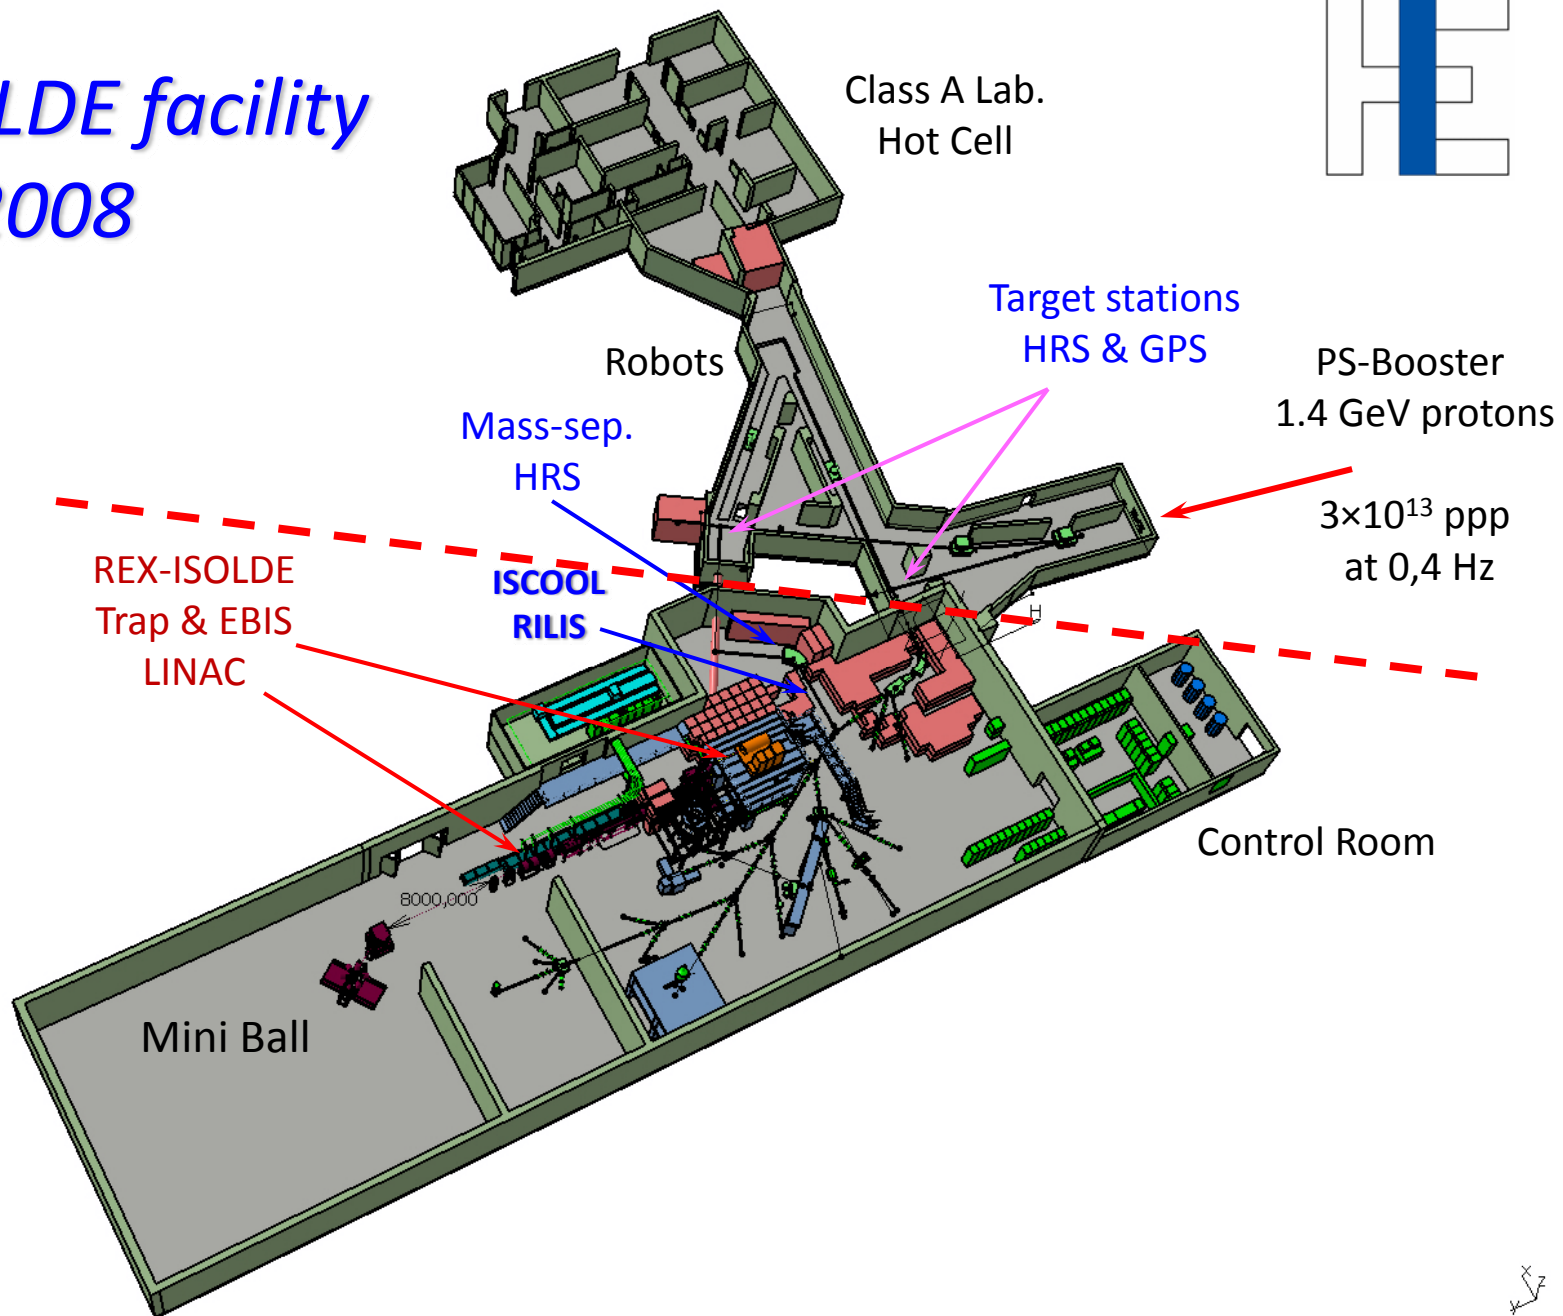 LDE facility
2008
Class A Lab.
Hot Cell
Target stations
HRS & GPS
Robots
PS-Booster
1.4 GeV protons
Mass-sep.
HRS
3×10¹³ ppp
at 0,4 Hz
REX-ISOLDE
Trap & EBIS
LINAC
ISCOOL
RILIS
H
Control Room
8000,000
Mini Ball
X
Z
Y